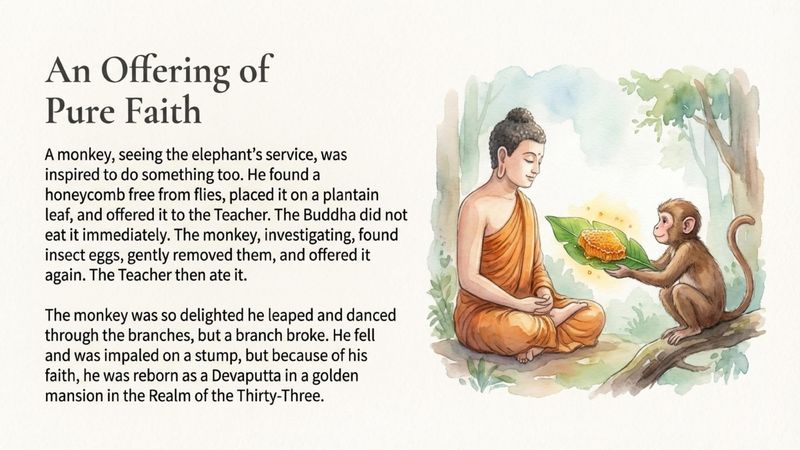 An Offering of
Pure Faith
A monkey, seeing the elephant’s service, was
inspired to do something too. He found a
honeycomb free from flies, placed it on a plantain
leaf, and offered it to the Teacher. The Buddha did not
eat it immediately. The monkey, investigating, found
insect eggs, gently removed them, and offered it
again. The Teacher then ate it.
The monkey was so delighted he leaped and danced
through the branches, but a branch broke. He fell
and was impaled on a stump, but because of his
faith, he was reborn as a Devaputta in a golden
mansion in the Realm of the Thirty-Three.